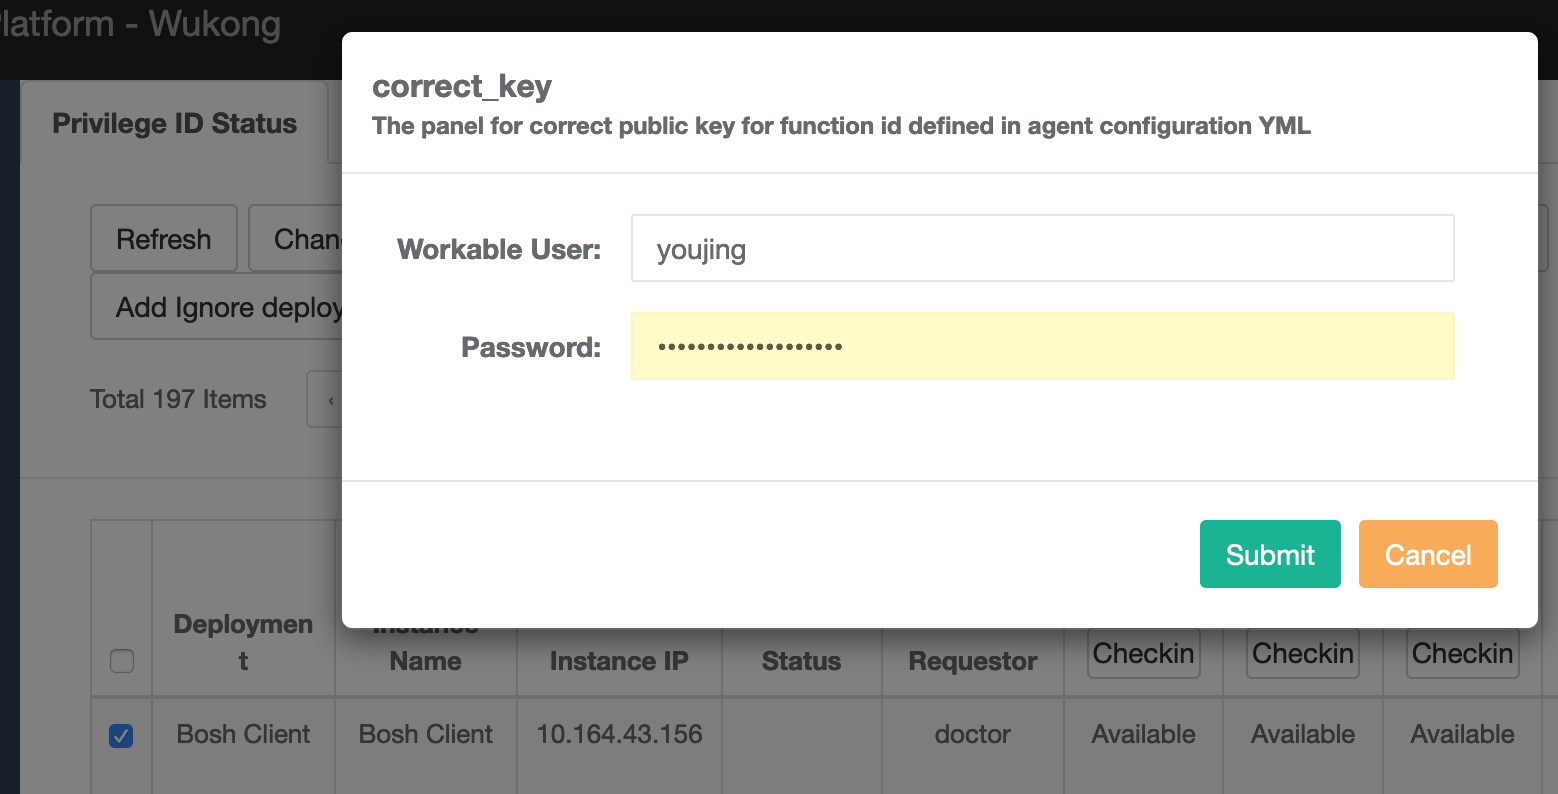 Platform - Wukong
correct_key
The panel for correct public key for function id defined in agent configuration YML
Privilege ID Status
Workable User: youjing
Refresh
Add Ignore deploy
Password: •••••••••••••••••••
Total 197 Items ‹
Submit Cancel
Deploymen
t
Instance
Name
Instance IP Status Requestor Checkin Checkin Checkin
Bosh Client Bosh Client 10.164.43.156 doctor Available Available Available